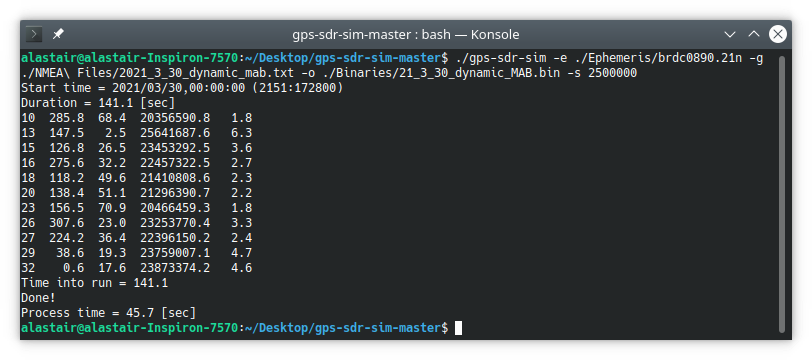 gps-sdr-sim-master : bash — Konsole
alastair@alastair-Inspiron-7570:~/Desktop/gps-sdr-sim-master$ ./gps-sdr-sim -e ./Ephemeris/brdc0890.21n -g
./NMEA\ Files/2021_3_30_dynamic_mab.txt -o ./Binaries/21_3_30_dynamic_MAB.bin -s 2500000
Start time = 2021/03/30,00:00:00 (2151:172800)
Duration = 141.1 [sec]
10  285.8  68.4  20356590.8   1.8
13  147.5   2.5  25641687.6   6.3
15  126.8  26.5  23453292.5   3.6
16  275.6  32.2  22457322.5   2.7
18  118.2  49.6  21410808.6   2.3
20  138.4  51.1  21296390.7   2.2
23  156.5  70.9  20466459.3   1.8
26  307.6  23.0  23253770.4   3.3
27  224.2  36.4  22396150.2   2.4
29   38.6  19.3  23759007.1   4.7
32    0.6  17.6  23873374.2   4.6
Time into run = 141.1
Done!
Process time = 45.7 [sec]
alastair@alastair-Inspiron-7570:~/Desktop/gps-sdr-sim-master$